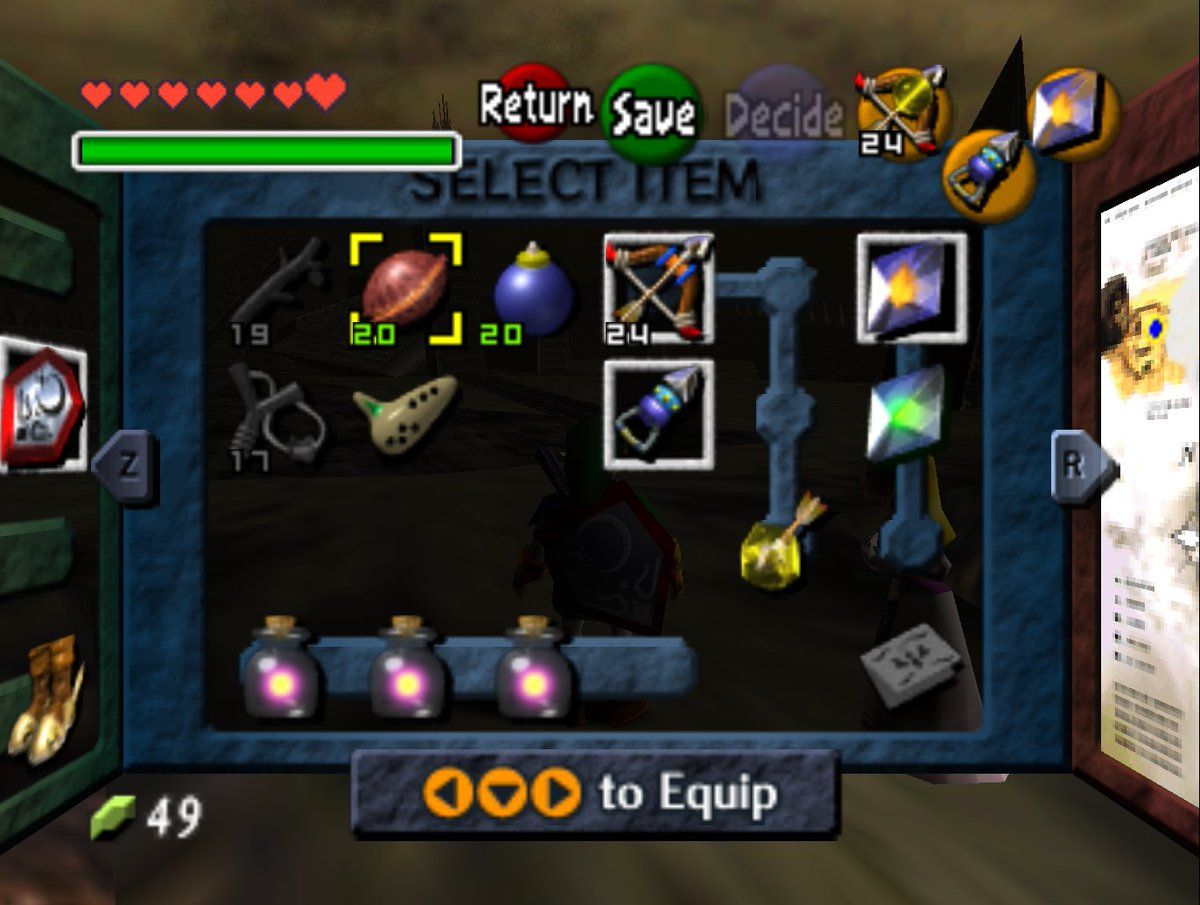 Return Save Decide
24
SELECT ITEM
19 20 20 24
17
Z R
to Equip
49